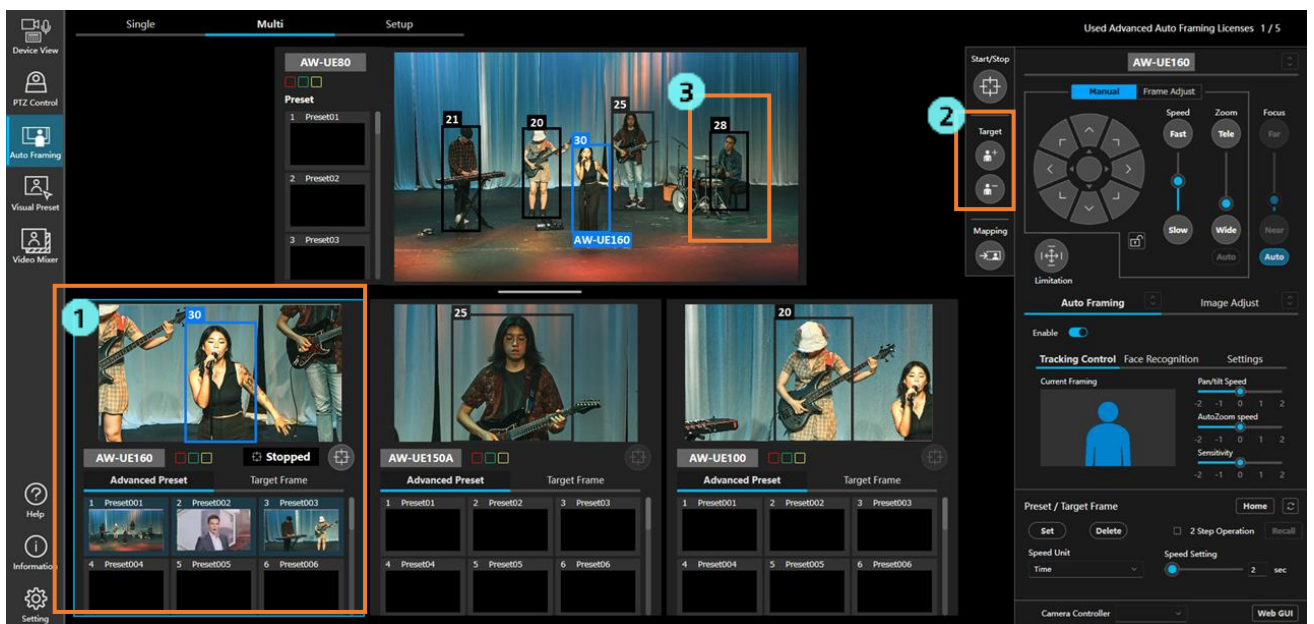 Single
Multi
Setup
Used Advanced Auto Framing Licenses 1 / 5
Device View
PTZ Control
Auto Framing
Visual Preset
Video Mixer
Help
Information
Setting
AW-UE80
Preset
1 Preset01
2 Preset02
3 Preset03
21
20
30
25
28
AW-UE160
3
2
Start/Stop
Target
Mapping
AW-UE160
Manual
Frame Adjust
Speed
Zoom
Focus
Fast
Tele
Far
Slow
Wide
Near
Auto
Auto
Limitation
Auto Framing
Image Adjust
Enable
Tracking Control
Face Recognition
Settings
Current Framing
Pan/tilt Speed
-2 -1 0 1 2
AutoZoom speed
-2 -1 0 1 2
Sensitivity
-2 -1 0 1 2
Preset / Target Frame
Home
Set
Delete
2 Step Operation
Recall
Speed Unit
Speed Setting
Time
2 sec
Camera Controller
Web GUI
1
30
AW-UE160
Stopped
Advanced Preset
Target Frame
1 Preset001
2 Preset002
3 Preset003
4 Preset004
5 Preset005
6 Preset006
25
AW-UE150A
Advanced Preset
Target Frame
1 Preset01
2 Preset02
3 Preset03
4 Preset04
5 Preset05
6 Preset06
20
AW-UE100
Advanced Preset
Target Frame
1 Preset001
2 Preset002
3 Preset003
4 Preset004
5 Preset005
6 Preset006